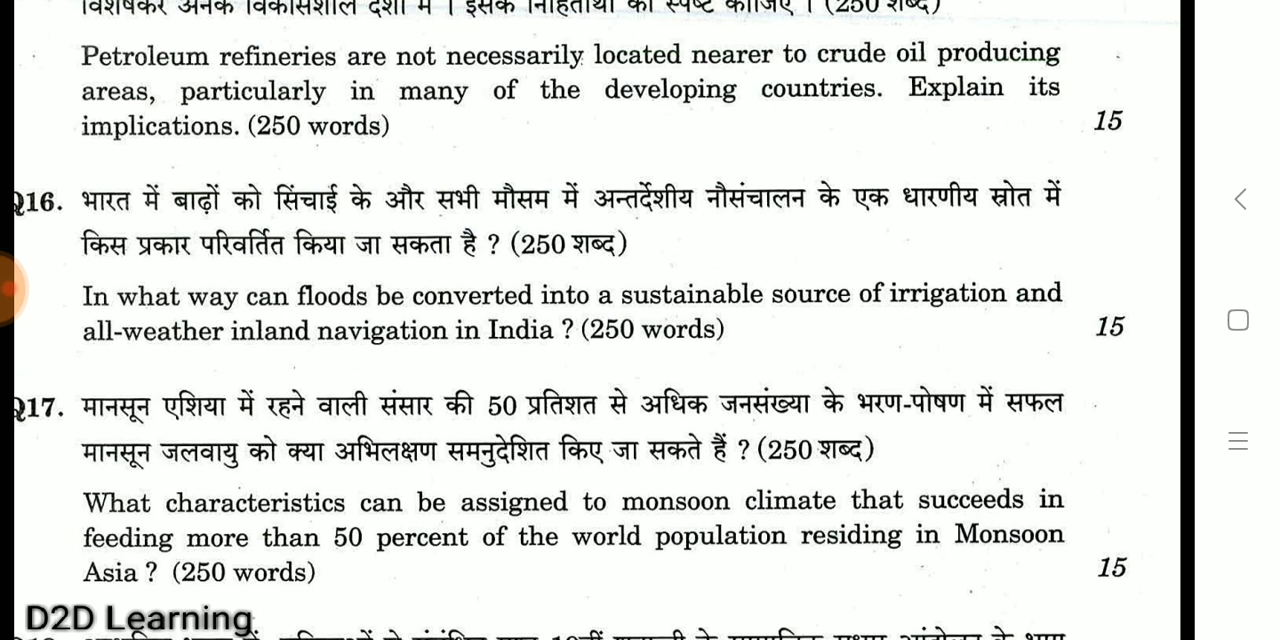 विशेषकर अनेक विकासशील देशों में । इसके निहितार्थों को स्पष्ट कीजिए । (250 शब्द)
Petroleum refineries are not necessarily located nearer to crude oil producing
areas, particularly in many of the developing countries. Explain its
implications. (250 words) 15
Q16. भारत में बाढ़ों को सिंचाई के और सभी मौसम में अन्तर्देशीय नौसंचालन के एक धारणीय स्रोत में
किस प्रकार परिवर्तित किया जा सकता है ? (250 शब्द)
In what way can floods be converted into a sustainable source of irrigation and
all-weather inland navigation in India ? (250 words) 15
Q17. मानसून एशिया में रहने वाली संसार की 50 प्रतिशत से अधिक जनसंख्या के भरण-पोषण में सफल
मानसून जलवायु को क्या अभिलक्षण समनुदेशित किए जा सकते हैं ? (250 शब्द)
What characteristics can be assigned to monsoon climate that succeeds in
feeding more than 50 percent of the world population residing in Monsoon
Asia ? (250 words) 15
D2D Learning